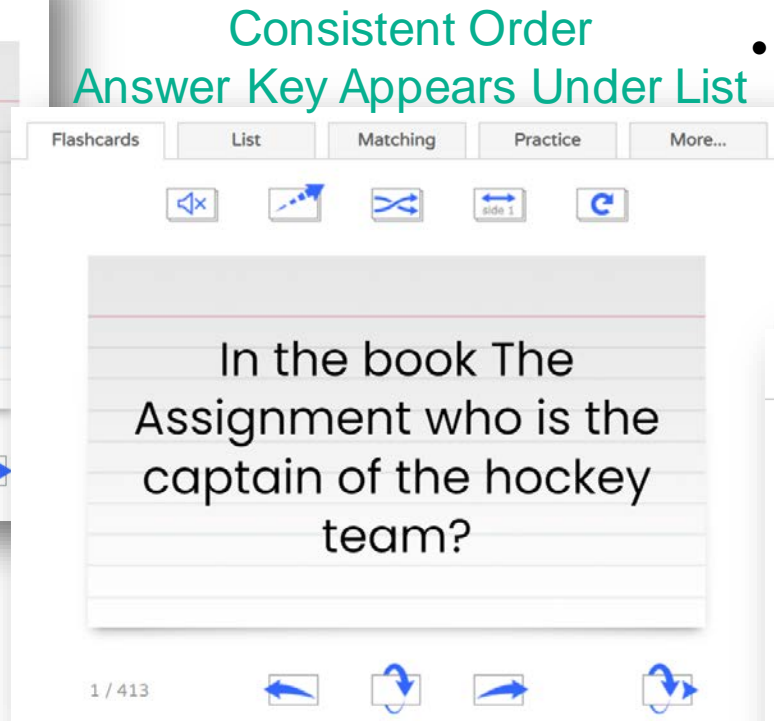 Consistent Order
Answer Key Appears Under List
•
Flashcards List Matching Practice More...
side 1
In the book The
Assignment who is the
captain of the hockey
team?
1 / 413